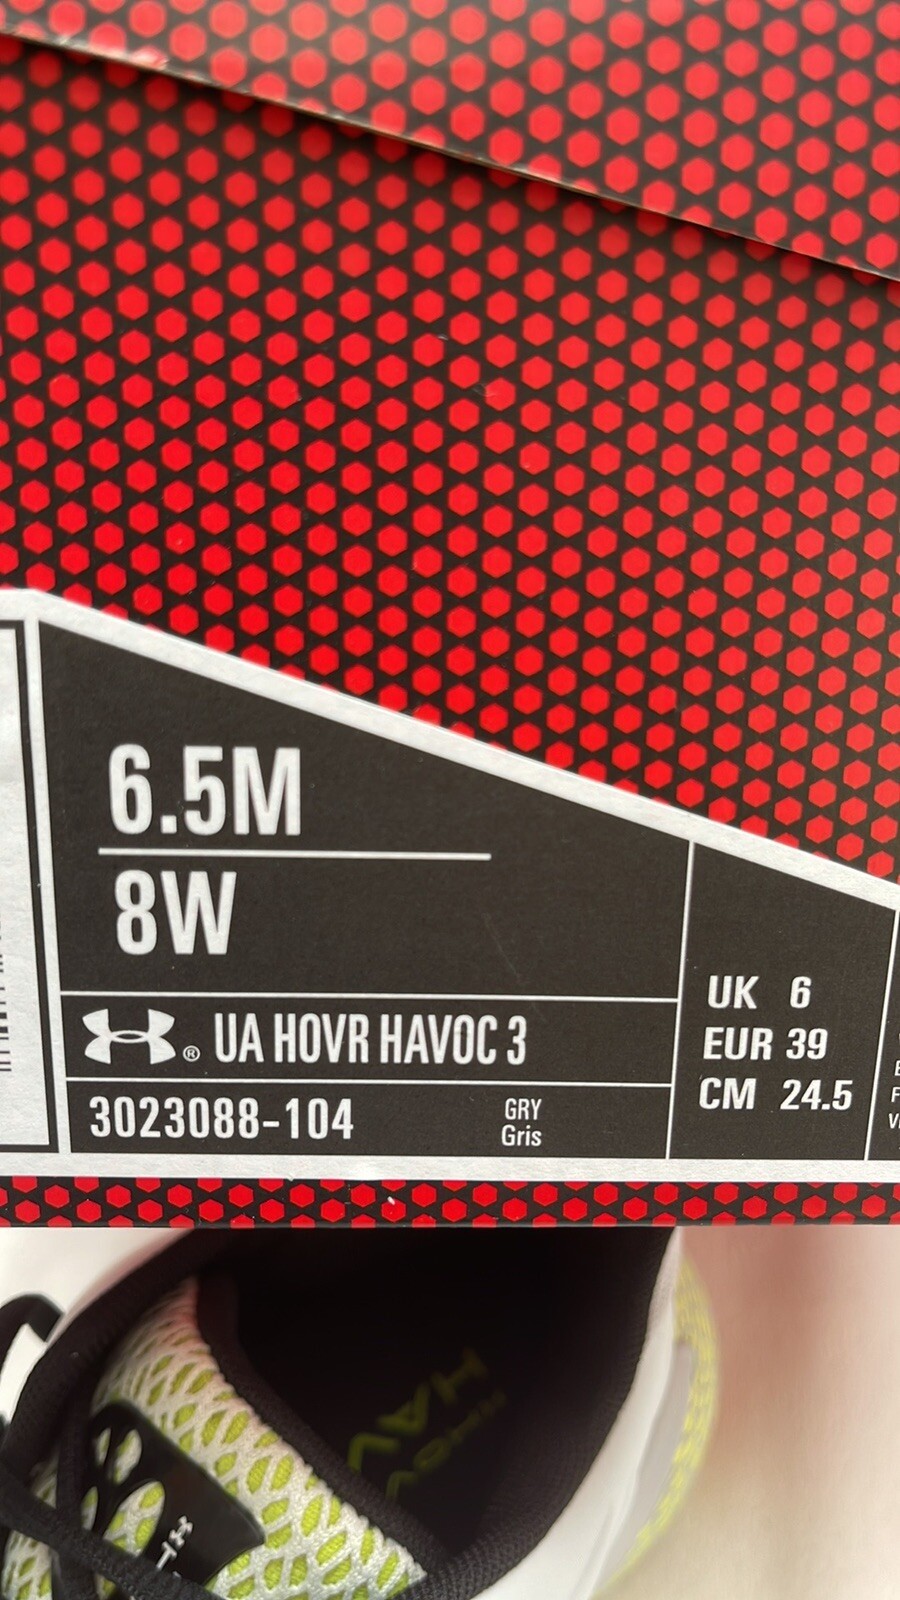 6.5M
8W
® UA HOVR HAVOC 3
3023088-104
GRY
Gris
UK 6
EUR 39
CM 24.5